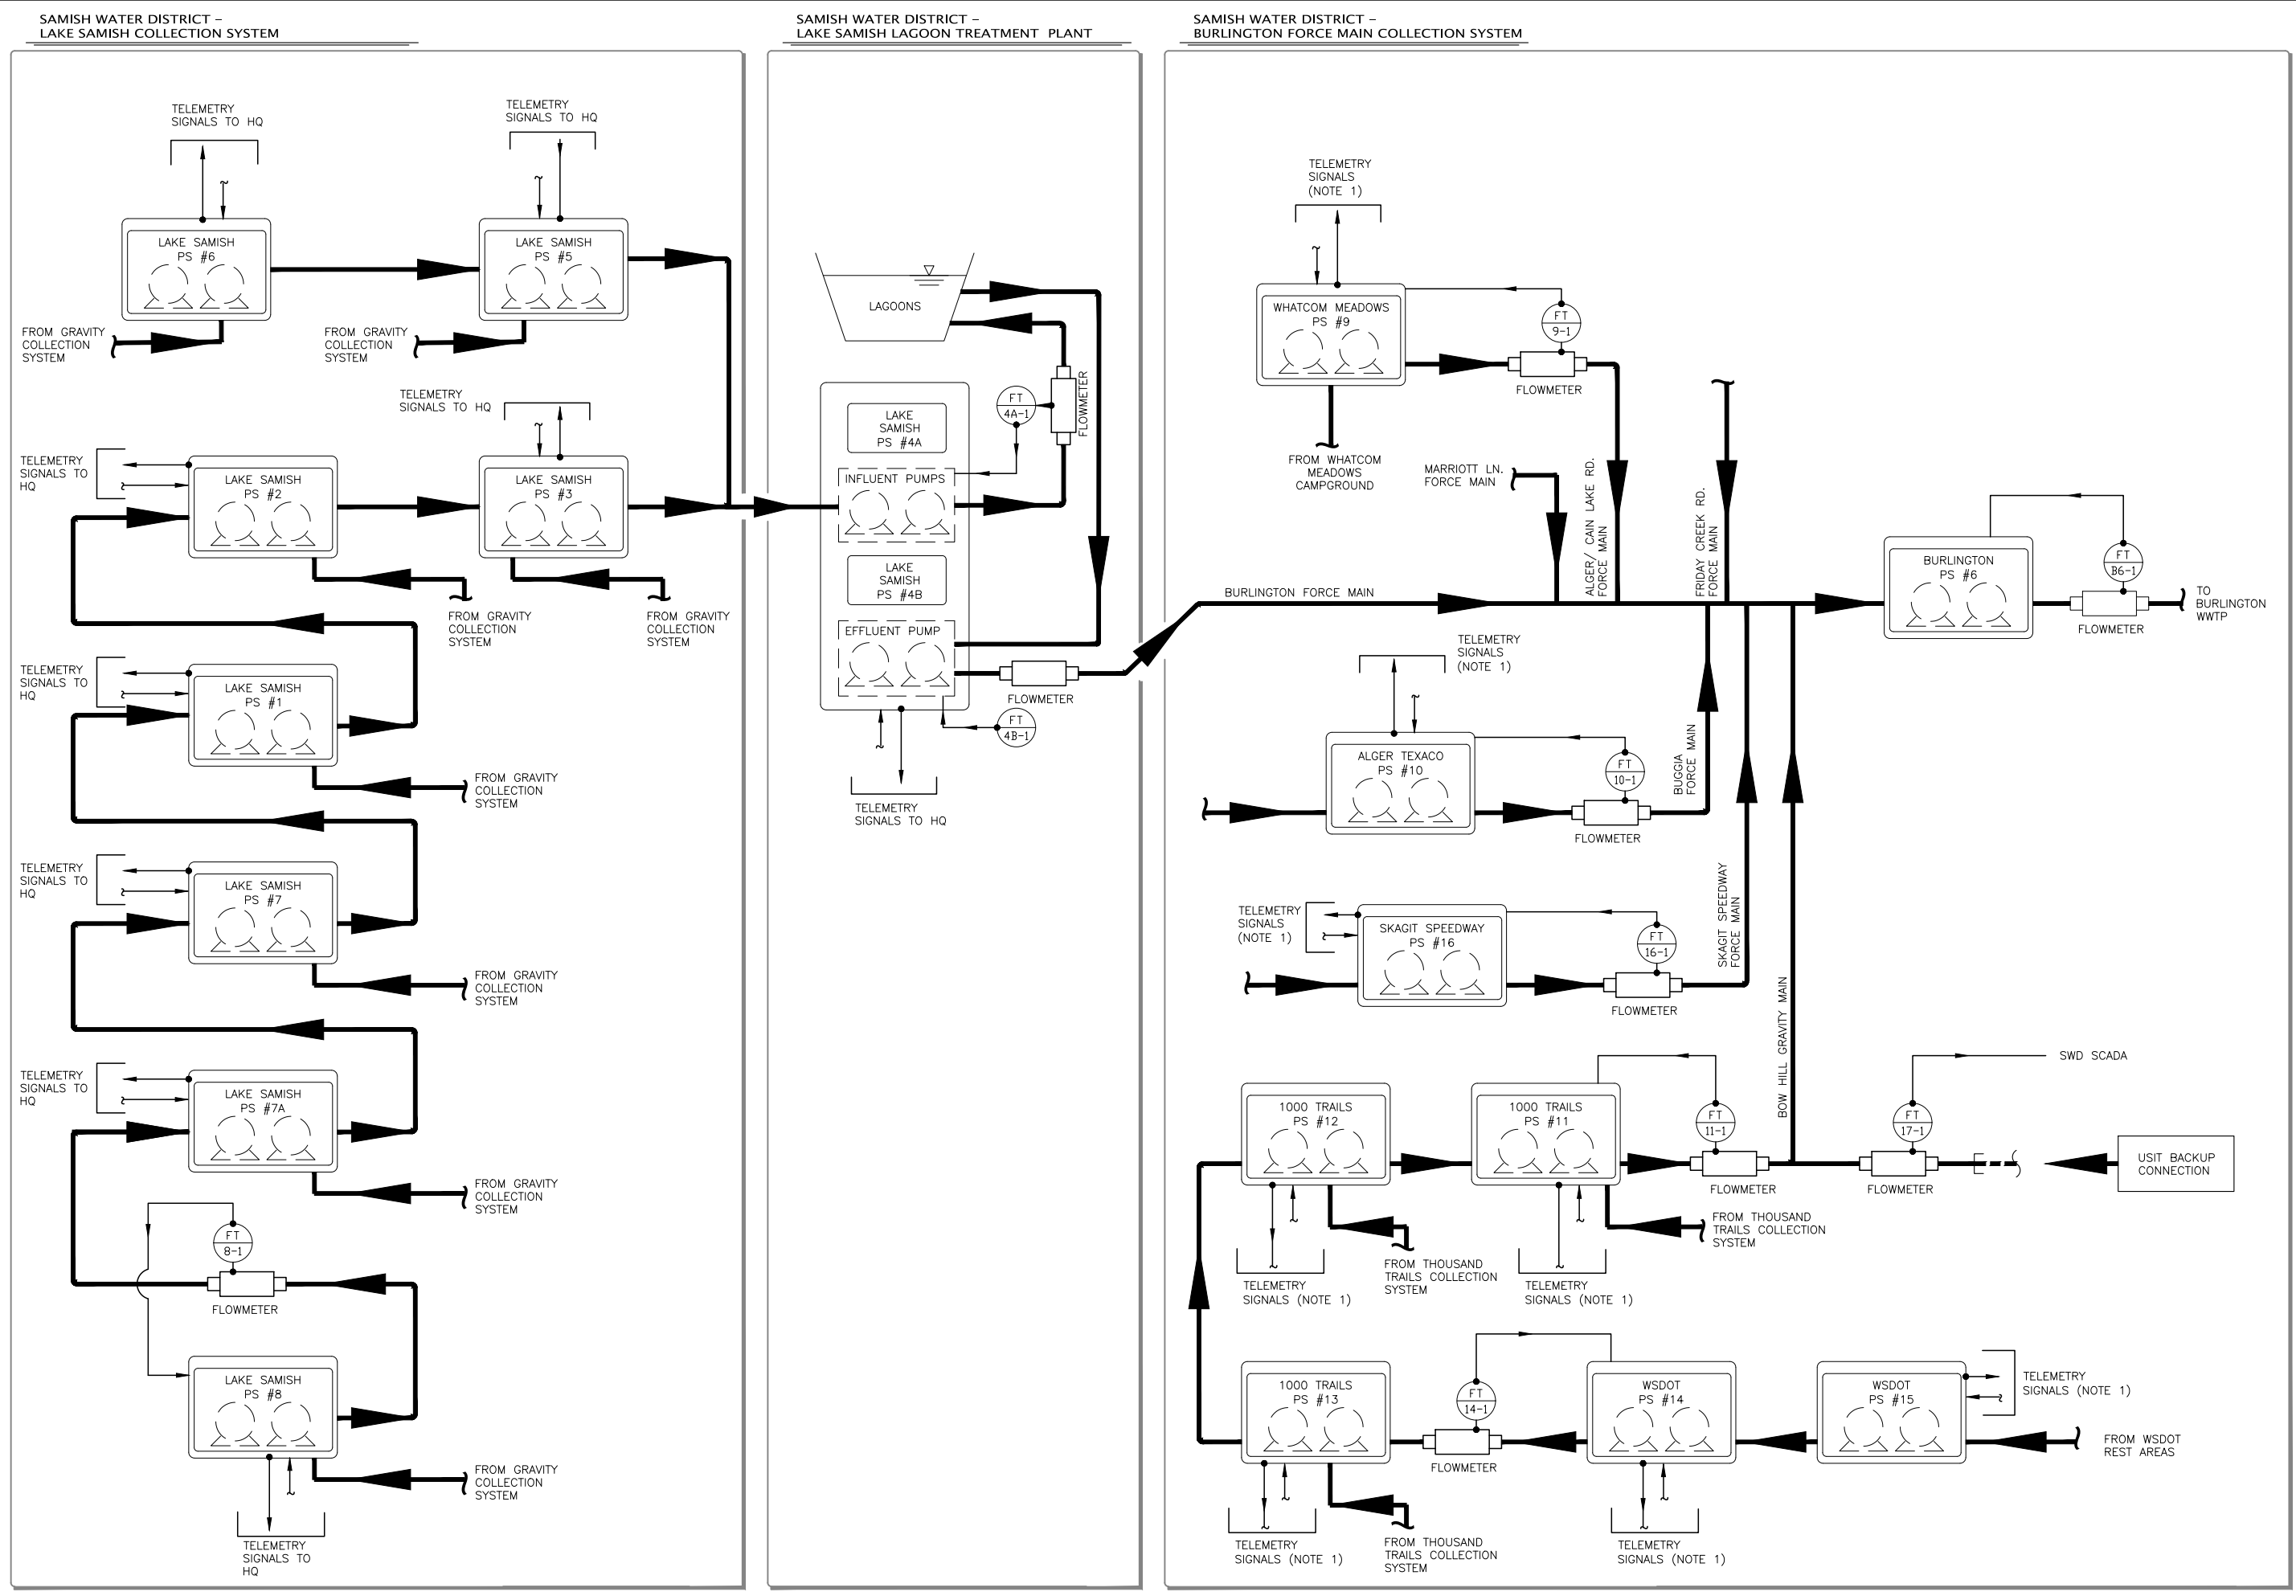 SAMISH WATER DISTRICT –
LAKE SAMISH COLLECTION SYSTEM
TELEMETRY
SIGNALS TO HQ
TELEMETRY
SIGNALS TO HQ
LAKE SAMISH
PS #6
LAKE SAMISH
PS #5
FROM GRAVITY
COLLECTION
SYSTEM
FROM GRAVITY
COLLECTION
SYSTEM
TELEMETRY
SIGNALS TO HQ
TELEMETRY
SIGNALS TO
HQ
LAKE SAMISH
PS #2
LAKE SAMISH
PS #3
FROM GRAVITY
COLLECTION
SYSTEM
FROM GRAVITY
COLLECTION
SYSTEM
TELEMETRY
SIGNALS TO
HQ
LAKE SAMISH
PS #1
FROM GRAVITY
COLLECTION
SYSTEM
TELEMETRY
SIGNALS TO
HQ
LAKE SAMISH
PS #7
FROM GRAVITY
COLLECTION
SYSTEM
TELEMETRY
SIGNALS TO
HQ
LAKE SAMISH
PS #7A
FROM GRAVITY
COLLECTION
SYSTEM
FT
8-1
FLOWMETER
LAKE SAMISH
PS #8
FROM GRAVITY
COLLECTION
SYSTEM
TELEMETRY
SIGNALS TO
HQ
SAMISH WATER DISTRICT –
LAKE SAMISH LAGOON TREATMENT PLANT
LAGOONS
FT
4A-1
FLOWMETER
LAKE
SAMISH
PS #4A
INFLUENT PUMPS
LAKE
SAMISH
PS #4B
EFFLUENT PUMP
FLOWMETER
FT
4B-1
TELEMETRY
SIGNALS TO HQ
SAMISH WATER DISTRICT –
BURLINGTON FORCE MAIN COLLECTION SYSTEM
TELEMETRY
SIGNALS
(NOTE 1)
WHATCOM MEADOWS
PS #9
FT
9-1
FLOWMETER
FROM WHATCOM
MEADOWS
CAMPGROUND
MARRIOTT LN.
FORCE MAIN
ALGER/ CAIN LAKE RD.
FORCE MAIN
FRIDAY CREEK RD.
FORCE MAIN
BURLINGTON FORCE MAIN
BURLINGTON
PS #6
FT
B6-1
FLOWMETER
TO
BURLINGTON
WWTP
TELEMETRY
SIGNALS
(NOTE 1)
ALGER TEXACO
PS #10
FT
10-1
FLOWMETER
BUGGIA
FORCE MAIN
TELEMETRY
SIGNALS
(NOTE 1)
SKAGIT SPEEDWAY
PS #16
FT
16-1
FLOWMETER
SKAGIT SPEEDWAY
FORCE MAIN
BOW HILL GRAVITY MAIN
1000 TRAILS
PS #12
1000 TRAILS
PS #11
FT
11-1
FLOWMETER
FT
17-1
FLOWMETER
SWD SCADA
USIT BACKUP
CONNECTION
TELEMETRY
SIGNALS (NOTE 1)
FROM THOUSAND
TRAILS COLLECTION
SYSTEM
TELEMETRY
SIGNALS (NOTE 1)
FROM THOUSAND
TRAILS COLLECTION
SYSTEM
1000 TRAILS
PS #13
FT
14-1
FLOWMETER
WSDOT
PS #14
WSDOT
PS #15
TELEMETRY
SIGNALS (NOTE 1)
FROM WSDOT
REST AREAS
TELEMETRY
SIGNALS (NOTE 1)
FROM THOUSAND
TRAILS COLLECTION
SYSTEM
TELEMETRY
SIGNALS (NOTE 1)